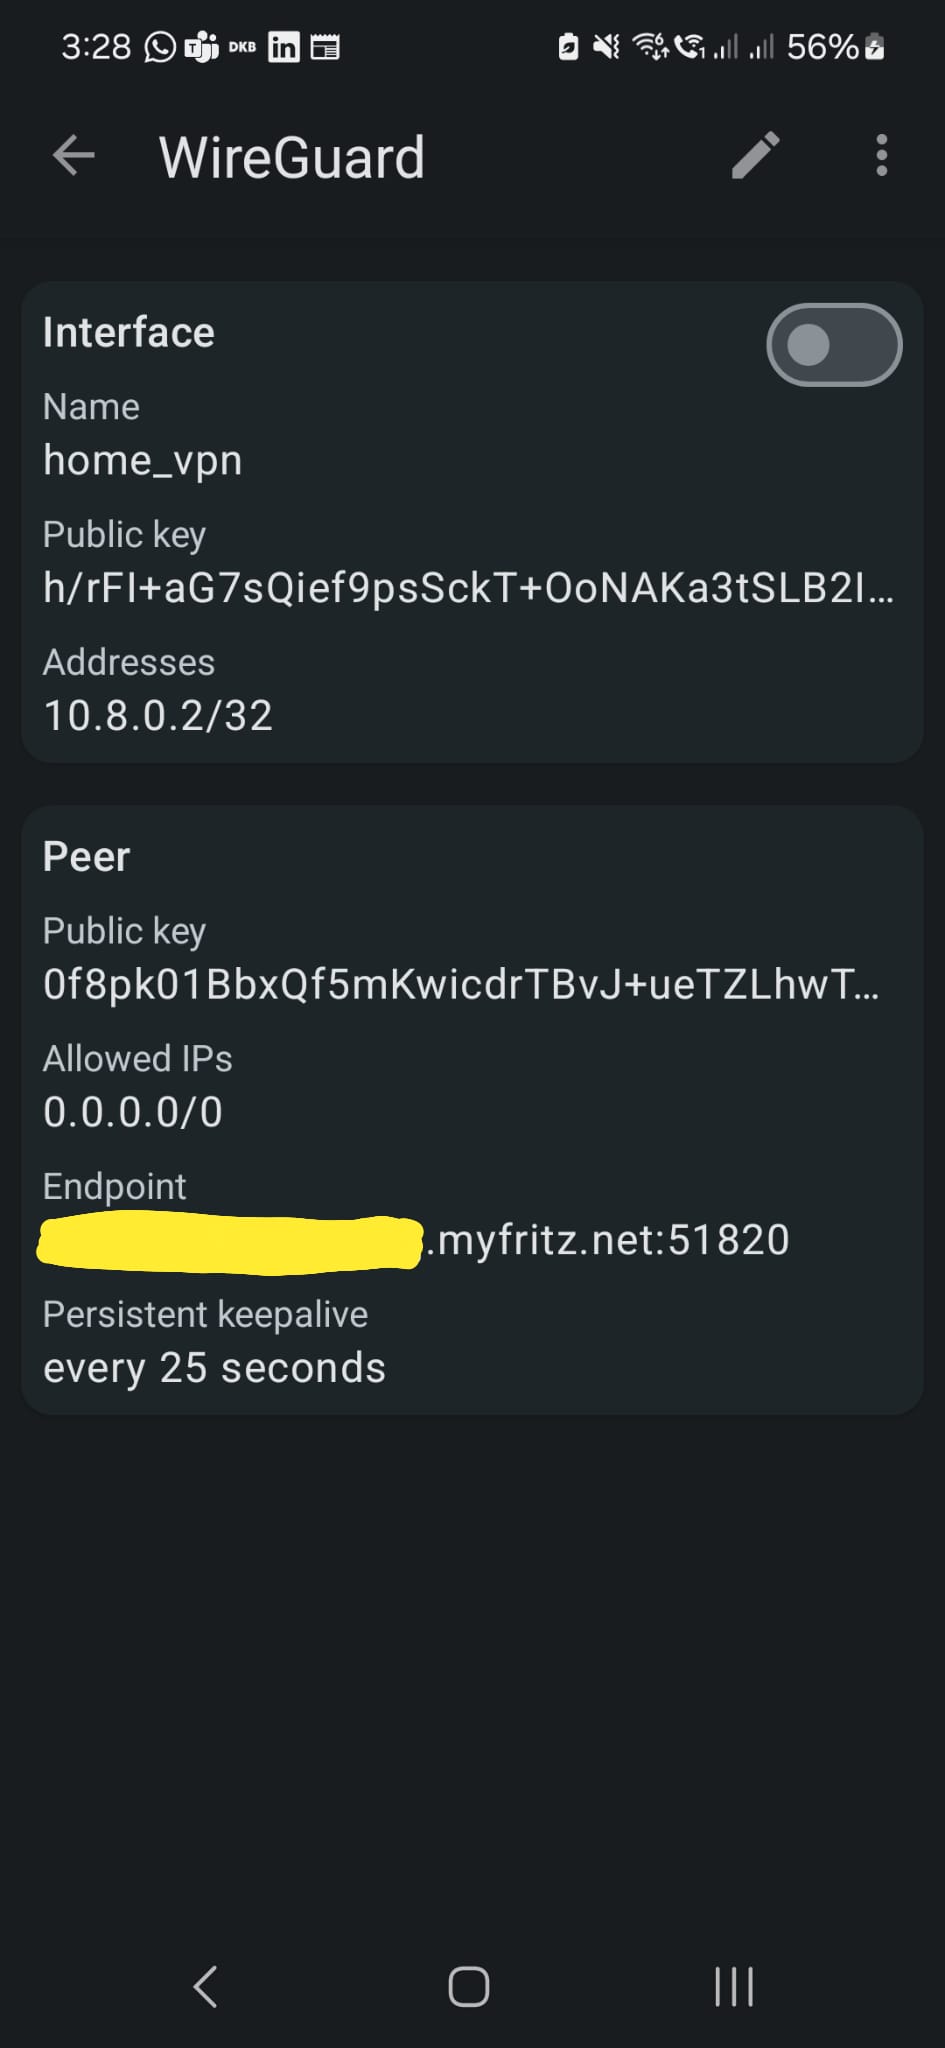 3:28 DKB in 56%
WireGuard
Interface
Name
home_vpn
Public key
h/rFI+aG7sQief9psSckT+OoNAKa3tSLB2I…
Addresses
10.8.0.2/32
Peer
Public key
0f8pk01BbxQf5mKwicdrTBvJ+ueTZLhwT…
Allowed IPs
0.0.0.0/0
Endpoint
.myfritz.net:51820
Persistent keepalive
every 25 seconds